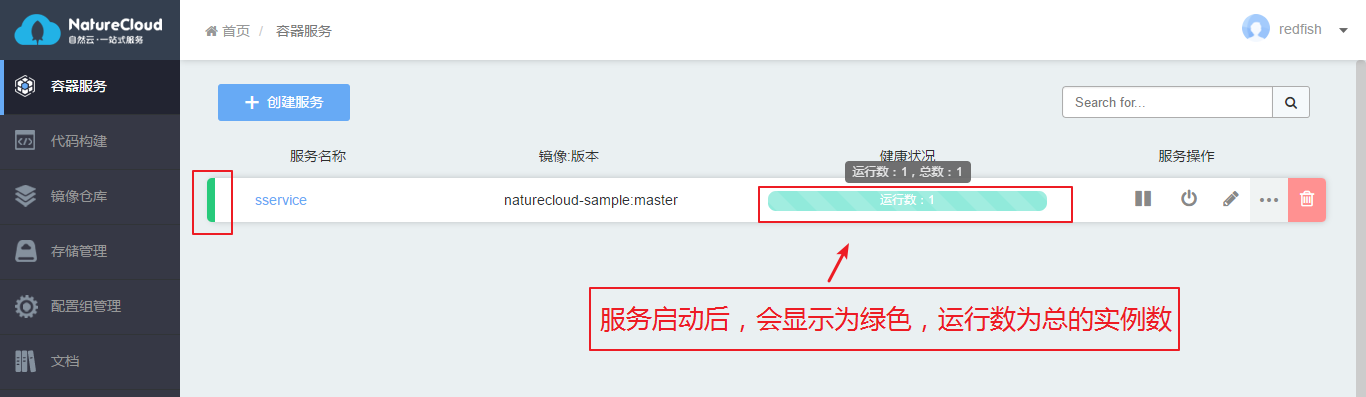 NatureCloud
自然云·一站式服务
首页 / 容器服务
redfish
容器服务
代码构建
镜像仓库
存储管理
配置组管理
文档
创建服务
Search for...
服务名称 镜像:版本 健康状况 服务操作
运行数：1，总数：1
sservice naturecloud-sample:master 运行数：1
服务启动后，会显示为绿色，运行数为总的实例数